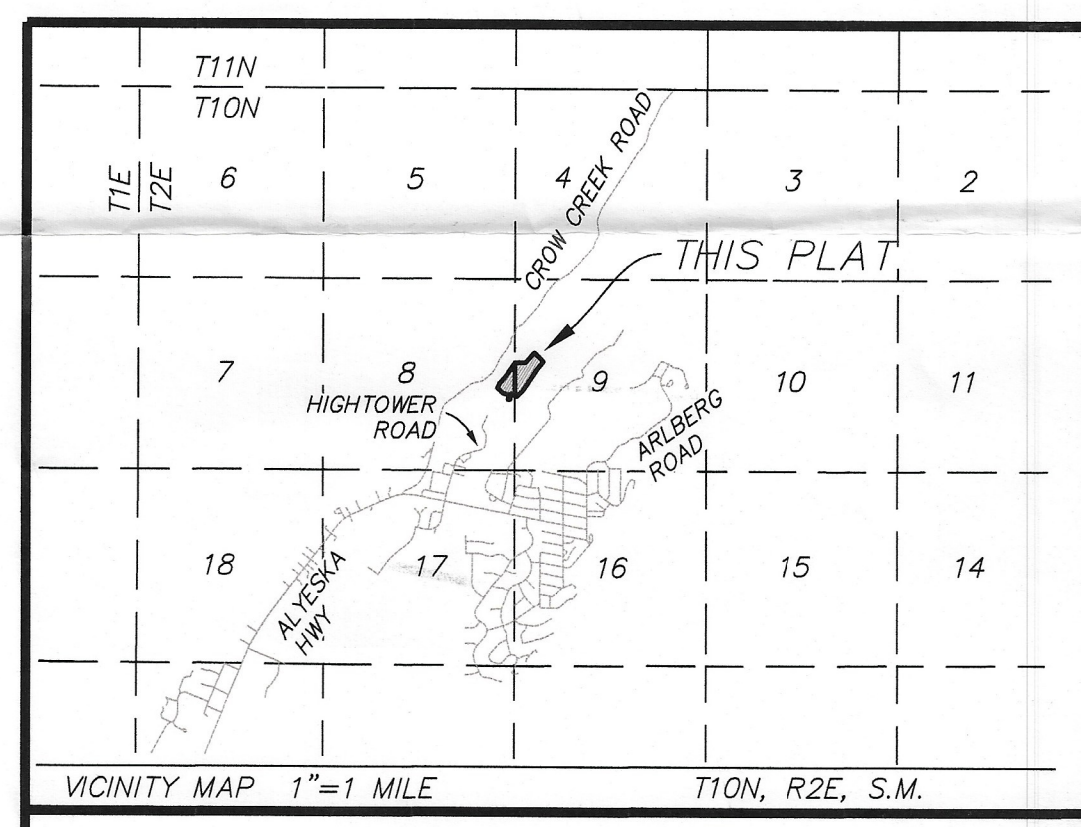 T11N
T10N
T1E
T2E
6
5
4
3
2
CROW CREEK ROAD
THIS PLAT
7
8
9
10
11
HIGHTOWER
ROAD
ARLBERG
ROAD
18
17
16
15
14
ALYESKA
HWY
VICINITY MAP 1"=1 MILE
T10N, R2E, S.M.